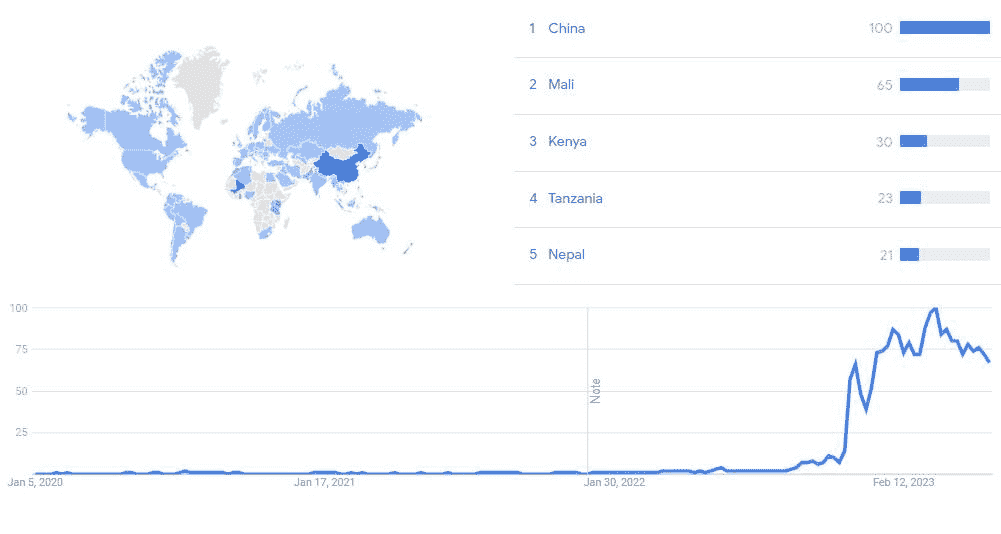 1 China 100
2 Mali 65
3 Kenya 30
4 Tanzania 23
5 Nepal 21
100
75
50
25
Note
Jan 5, 2020 Jan 17, 2021 Jan 30, 2022 Feb 12, 2023